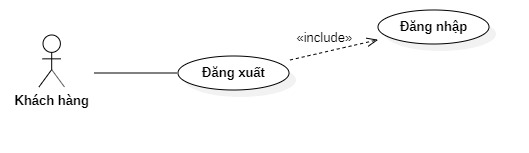 «include»
Đăng nhập
Đăng xuất
Khách hàng